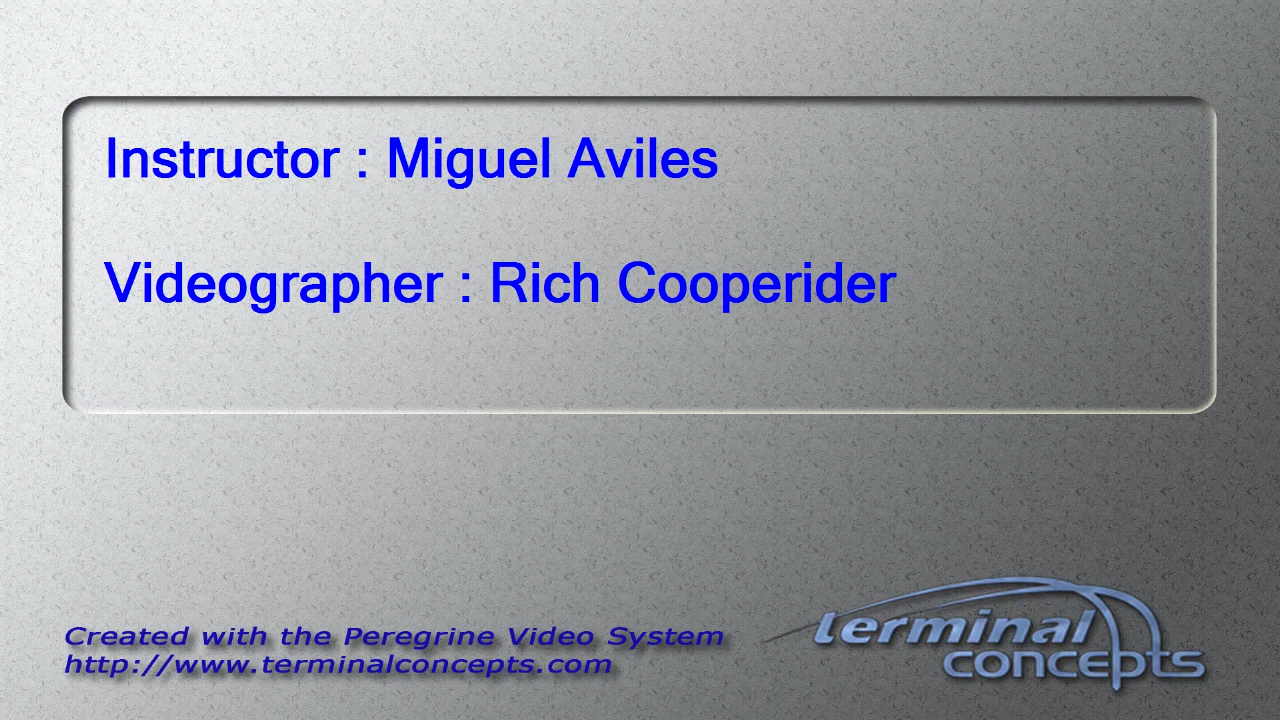 Instructor : Miguel Aviles
Videographer : Rich Cooperider
Created with the Peregrine Video System
http://www.terminalconcepts.com
terminal
concepts